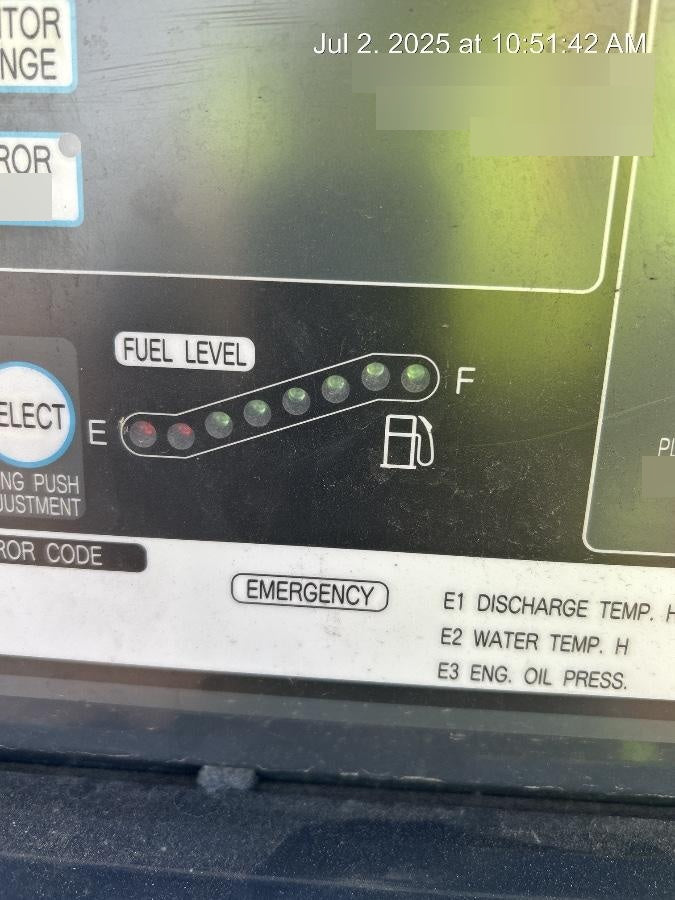 Jul 2. 2025 at 10:51:42 AM
ITOR
NGE
ROR
FUEL LEVEL
E
F
ELECT
NG PUSH
JUSTMENT
ROR CODE
EMERGENCY
E1 DISCHARGE TEMP. H
E2 WATER TEMP. H
E3 ENG. OIL PRESS.
PL